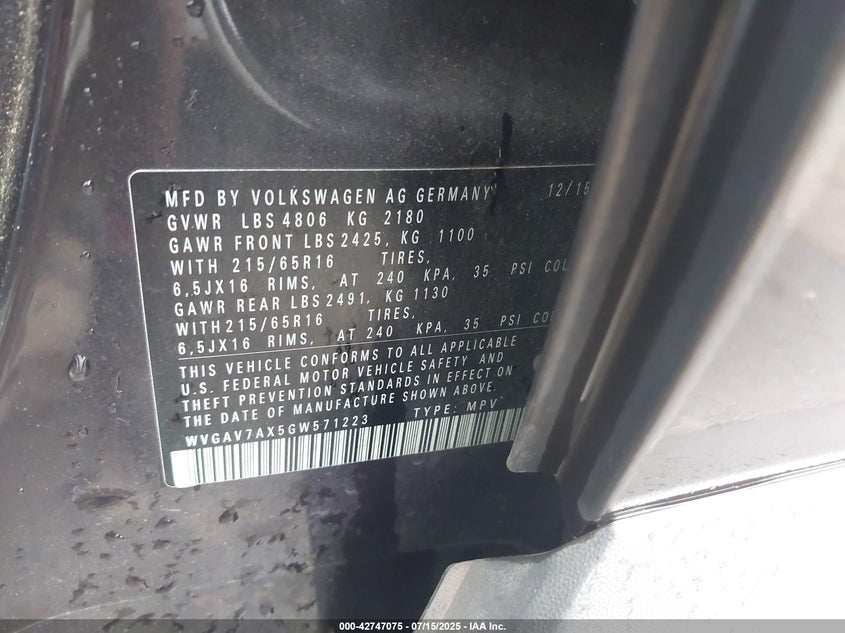 MFD BY VOLKSWAGEN AG GERMANY 12/15
GVWR LBS 4806 KG 2180
GAWR FRONT LBS 2425, KG 1100
WITH 215/65R16 TIRES,
6,5JX16 RIMS, AT 240 KPA, 35 PSI COL
GAWR REAR LBS 2491, KG 1130
WITH 215/65R16 TIRES,
6,5JX16 RIMS, AT 240 KPA, 35 PSI CO
THIS VEHICLE CONFORMS TO ALL APPLICABLE
U.S. FEDERAL MOTOR VEHICLE SAFETY AND
THEFT PREVENTION STANDARDS IN EFFECT ON
THE DATE OF MANUFACTURE SHOWN ABOVE.
WVGAV7AX5GW571223 TYPE: MPV
000-42747075 - 07/15/2025 - IAA Inc.